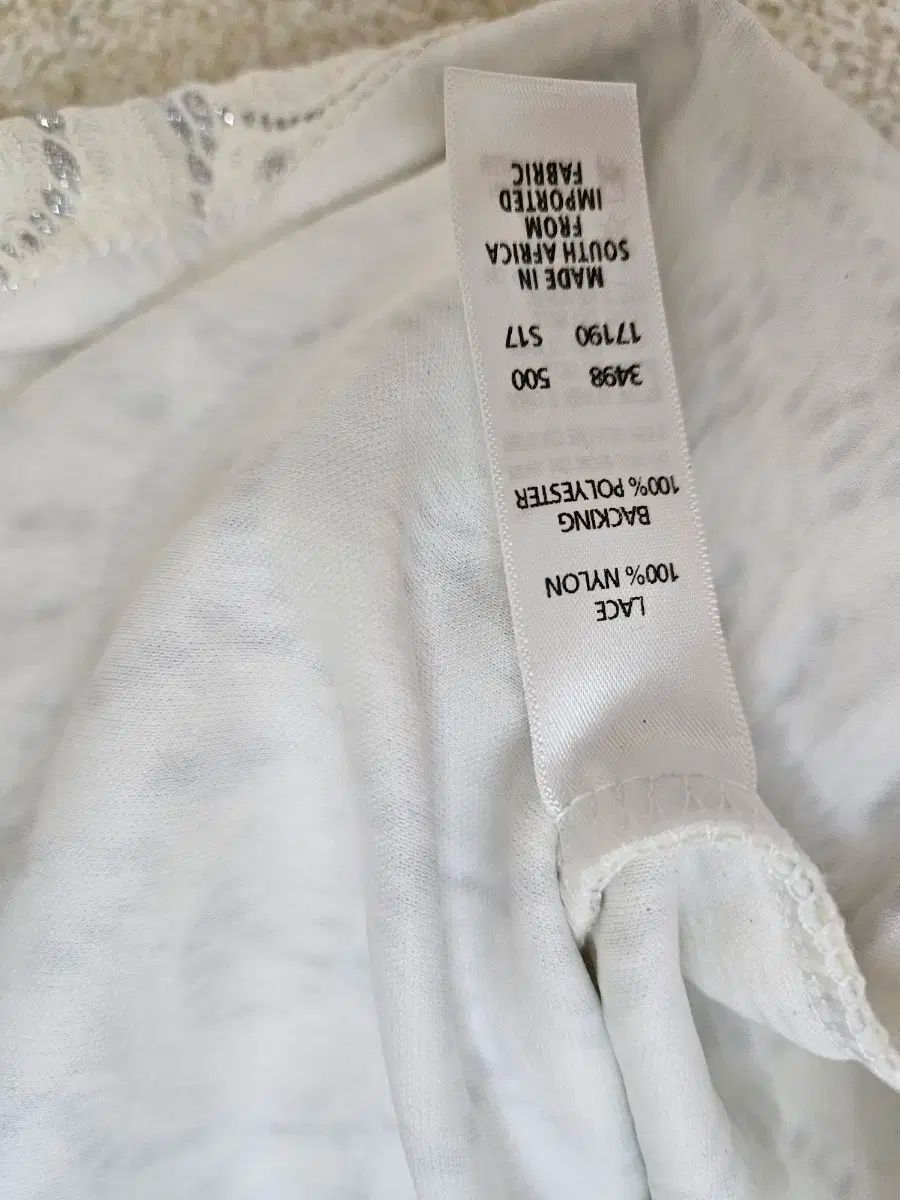 LACE
100% NYLON
BACKING
100% POLYESTER
3498 500
17190 S17
MADE IN
SOUTH AFRICA
FROM
IMPORTED
FABRIC